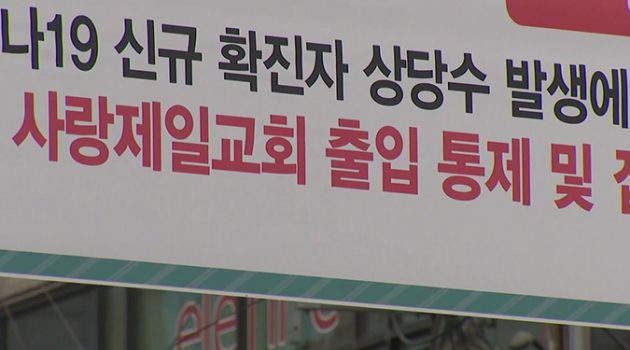 나19 신규 확진자 상당수 발생에
사랑제일교회 출입 통제 및